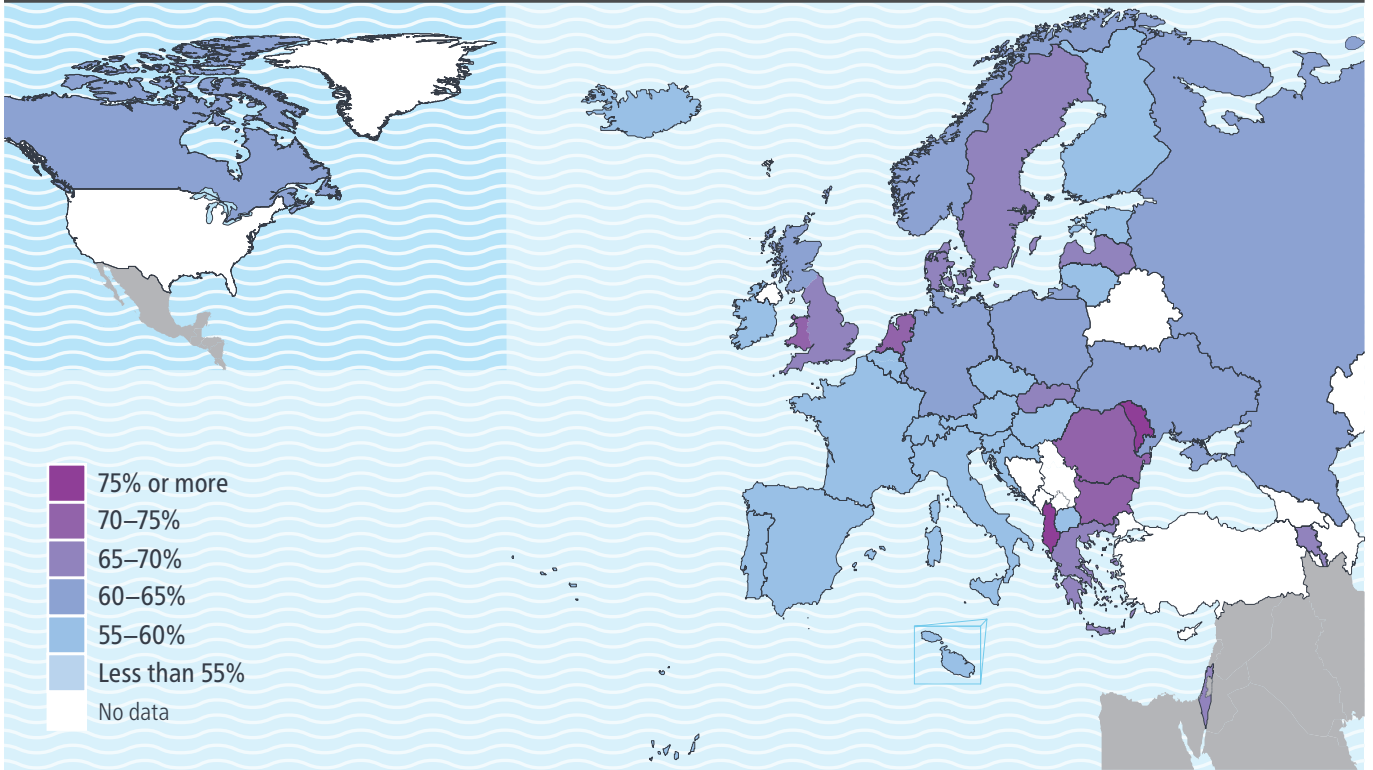 75% or more
70–75%
65–70%
60–65%
55–60%
Less than 55%
No data